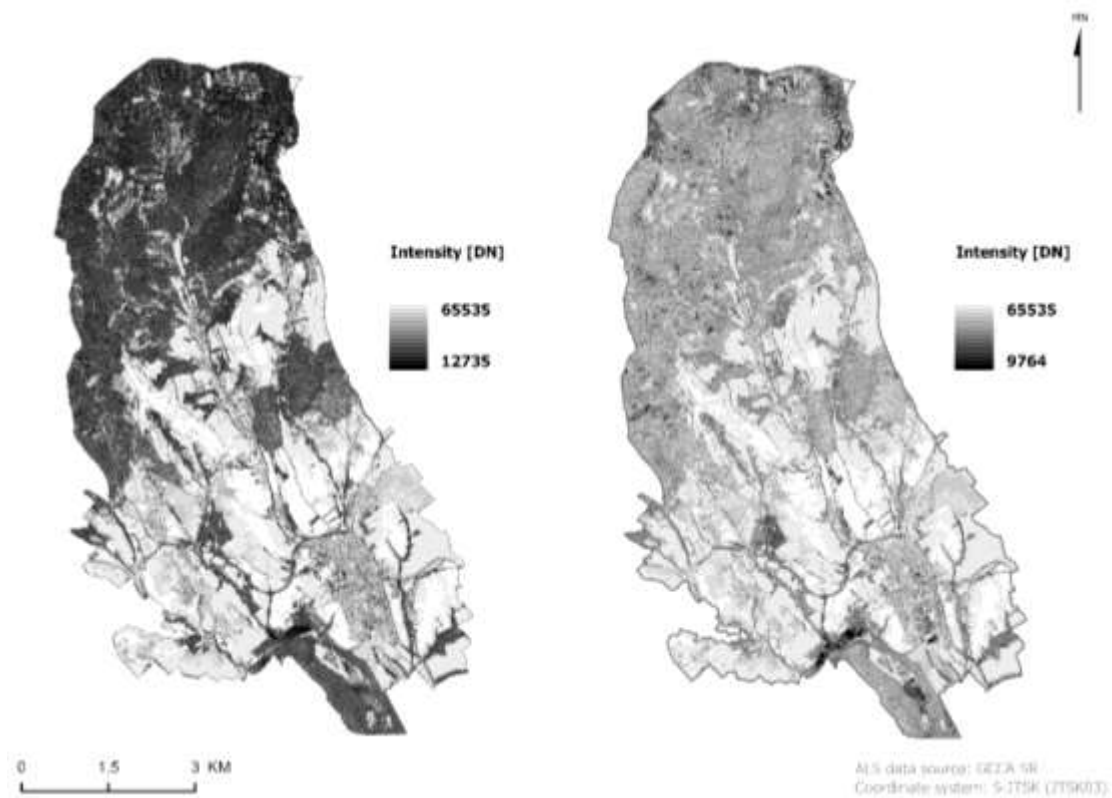 Intensity [DN]
65535
12735
Intensity [DN]
65535
9764
0 1,5 3 KM
ALS data source: GCCA SR
Coordinate system: S-JTSK (JTSK03)